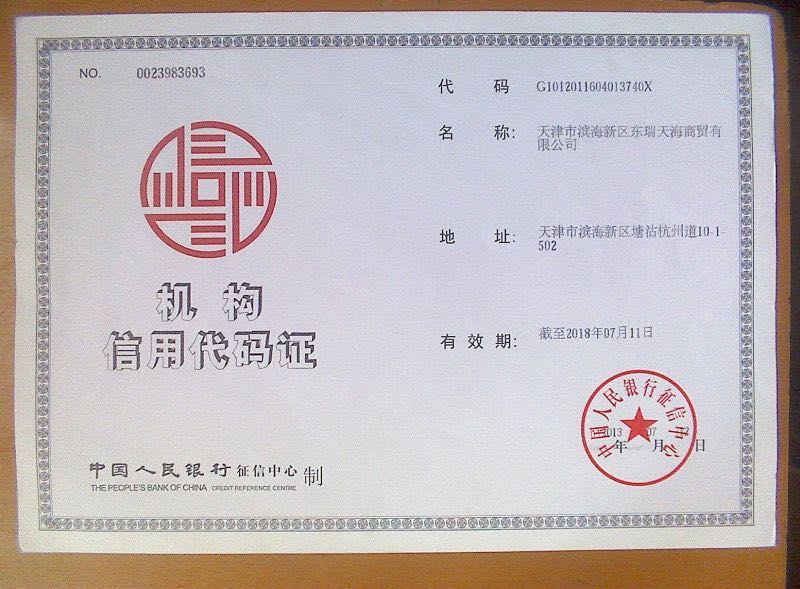 NO. 0023983693
机构
信用代码证
中国人民银行征信中心 制
THE PEOPLE'S BANK OF CHINA CREDIT REFERENCE CENTRE
代 码 G1012011604013740X
名 称： 天津市滨海新区东瑞天海商贸有
限公司
地 址： 天津市滨海新区塘沽杭州道10-1-
502
有 效 期： 截至2018年07月11日
中国人民银行征信中心
2013 年 07 月 日